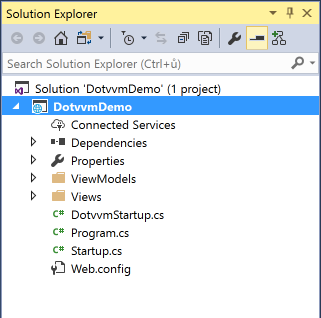 Solution Explorer
Search Solution Explorer (Ctrl+ů)
Solution 'DotvvmDemo' (1 project)
DotvvmDemo
Connected Services
Dependencies
Properties
ViewModels
Views
C# DotvvmStartup.cs
C# Program.cs
C# Startup.cs
Web.config